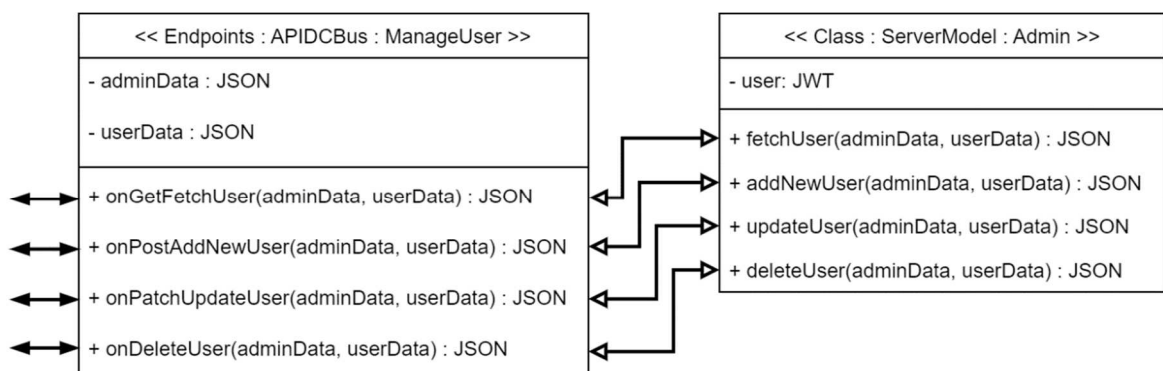 << Endpoints : APIDCBus : ManageUser >>
- adminData : JSON
- userData : JSON
+ onGetFetchUser(adminData, userData) : JSON
+ onPostAddNewUser(adminData, userData) : JSON
+ onPatchUpdateUser(adminData, userData) : JSON
+ onDeleteUser(adminData, userData) : JSON
<< Class : ServerModel : Admin >>
- user: JWT
+ fetchUser(adminData, userData) : JSON
+ addNewUser(adminData, userData) : JSON
+ updateUser(adminData, userData) : JSON
+ deleteUser(adminData, userData) : JSON